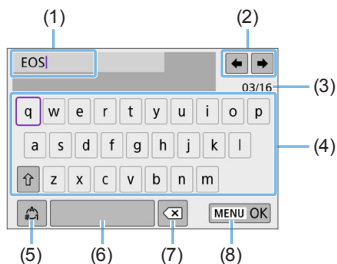 (1) (2)
EOS
03/16 (3)
q w e r t y u i o p
a s d f g h j k l (4)
z x c v b n m
MENU OK
(5) (6) (7) (8)